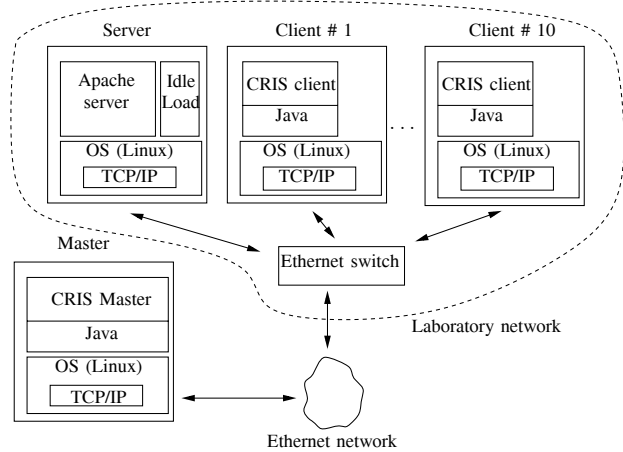 Server
Client # 1
Client # 10
Apache
server
Idle
Load
OS (Linux)
TCP/IP
CRIS client
Java
OS (Linux)
TCP/IP
. . .
CRIS client
Java
OS (Linux)
TCP/IP
Ethernet switch
Master
CRIS Master
Java
OS (Linux)
TCP/IP
Laboratory network
Ethernet network